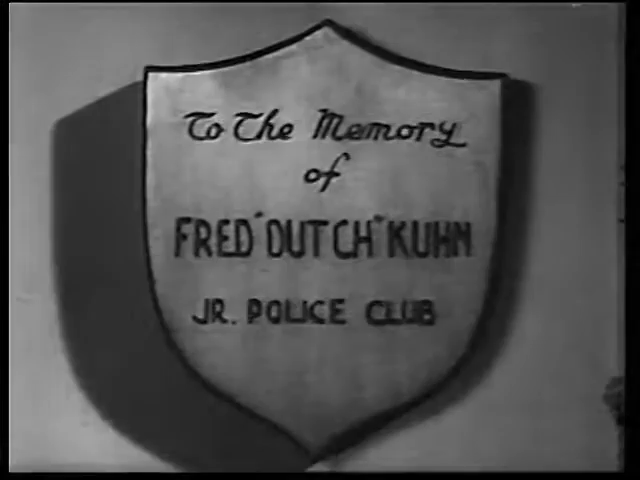 To The Memory
of
FRED "DUTCH" KUHN
JR. POLICE CLUB